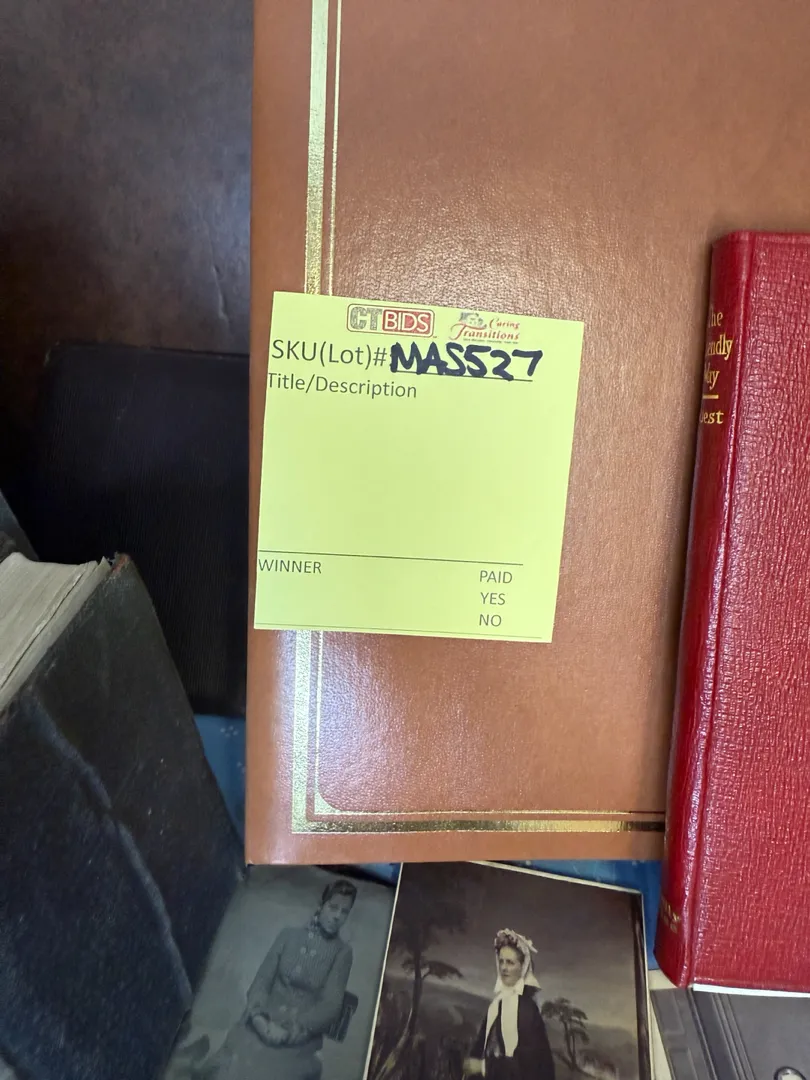 CTBIDS
Caring
Transitions
SKU(Lot)# MAS527
Title/Description
WINNER
PAID
YES
NO